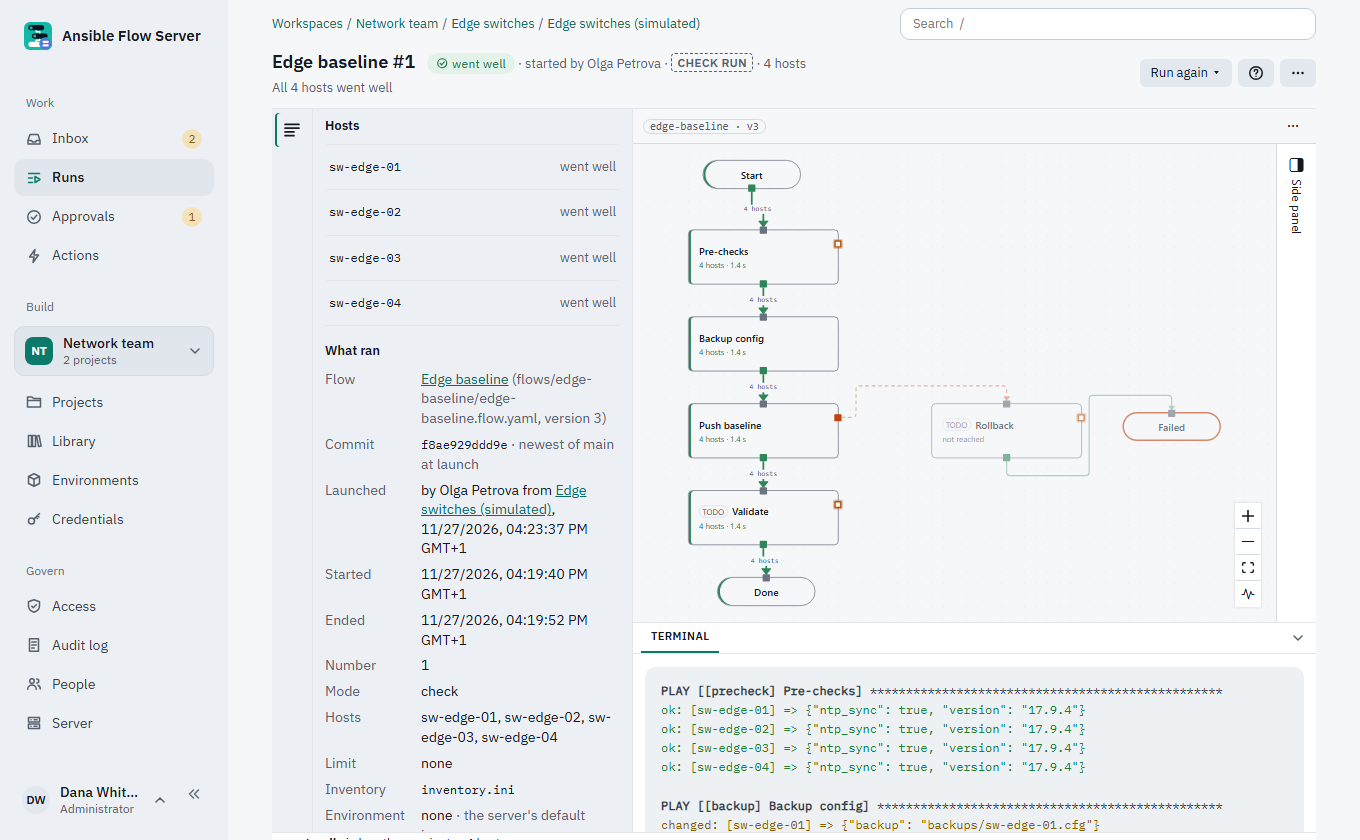 Ansible Flow Server
Work
Inbox 2
Runs
Approvals 1
Actions
Build
NT Network team
2 projects
Projects
Library
Environments
Credentials
Govern
Access
Audit log
People
Server
DW Dana Whit...
Administrator
Workspaces / Network team / Edge switches / Edge switches (simulated)
Search /
Edge baseline #1 went well · started by Olga Petrova · CHECK RUN · 4 hosts
All 4 hosts went well
Run again
Hosts
sw-edge-01 went well
sw-edge-02 went well
sw-edge-03 went well
sw-edge-04 went well
What ran
Flow Edge baseline (flows/edge-
baseline/edge-
baseline.flow.yaml, version 3)
Commit f8ae929ddd9e · newest of main
at launch
Launched by Olga Petrova from Edge
switches (simulated),
11/27/2026, 04:23:37 PM
GMT+1
Started 11/27/2026, 04:19:40 PM
GMT+1
Ended 11/27/2026, 04:19:52 PM
GMT+1
Number 1
Mode check
Hosts sw-edge-01, sw-edge-02, sw-
edge-03, sw-edge-04
Limit none
Inventory inventory.ini
Environment none · the server's default
edge-baseline · v3
Start
4 hosts
Pre-checks
4 hosts · 1.4 s
4 hosts
Backup config
4 hosts · 1.4 s
4 hosts
Push baseline
4 hosts · 1.4 s
TODO Rollback
not reached
Failed
4 hosts
TODO Validate
4 hosts · 1.4 s
4 hosts
Done
Side panel
TERMINAL
PLAY [[precheck] Pre-checks] ************************************************
ok: [sw-edge-01] => {"ntp_sync": true, "version": "17.9.4"}
ok: [sw-edge-02] => {"ntp_sync": true, "version": "17.9.4"}
ok: [sw-edge-03] => {"ntp_sync": true, "version": "17.9.4"}
ok: [sw-edge-04] => {"ntp_sync": true, "version": "17.9.4"}
PLAY [[backup] Backup config] ***********************************************
changed: [sw-edge-01] => {"backup": "backups/sw-edge-01.cfg"}